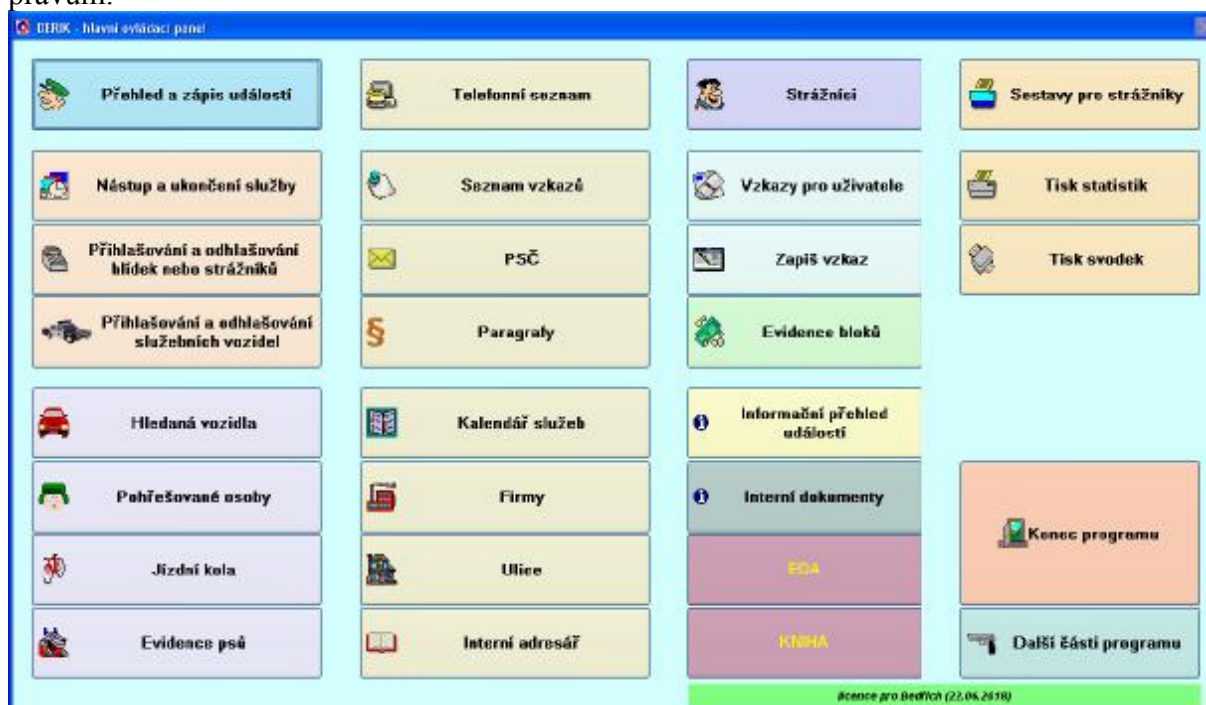 právům.
DERIK - hlavní ovládací panel
Přehled a zápis událostí
Telefonní seznam
Strážníci
Sestavy pro strážníky
Nástup a ukončení služby
Seznam vzkazů
Vzkazy pro uživatele
Tisk statistik
Přihlašování a odhlašování
hlídek nebo strážníků
PSČ
Zapiš vzkaz
Tisk svodek
Přihlašování a odhlašování
služebních vozidel
Paragrafy
Evidence bloků
Hledaná vozidla
Kalendář služeb
Informační přehled
událostí
Pohřešované osoby
Firmy
Interní dokumenty
Konec programu
Jízdní kola
Ulice
EDA
Evidence psů
Interní adresář
KNIHA
Další části programu
licence pro Bedřich (22.06.2018)